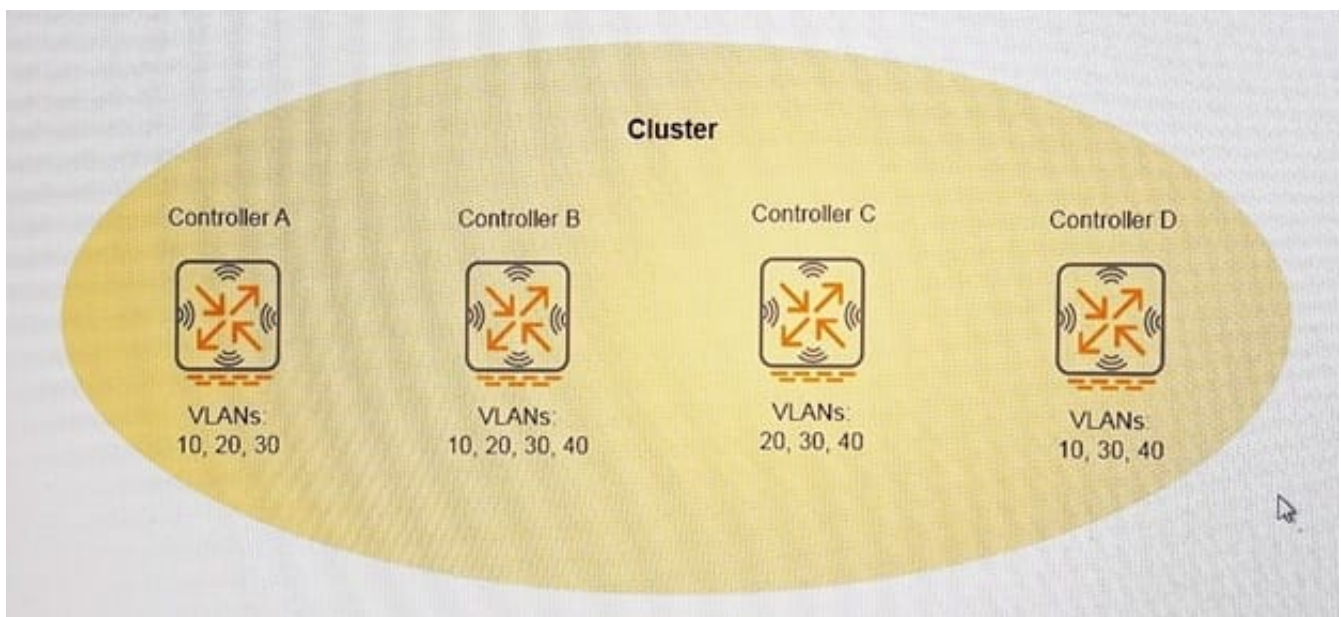 Cluster
Controller A
Controller B
Controller C
Controller D
VLANs:
10, 20, 30
VLANs:
10, 20, 30, 40
VLANs:
20, 30, 40
VLANs:
10, 30, 40